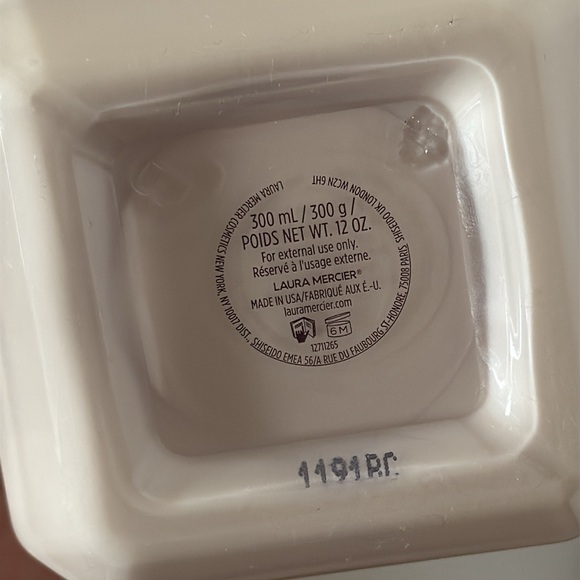 300 mL / 300 g /
POIDS NET WT. 12 OZ.
For external use only.
Réservé à l'usage externe.
LAURA MERCIER®
MADE IN USA/FABRIQUÉ AUX É.-U.
lauramercier.com
6M
12711265
LAURA MERCIER COSMETICS NEW YORK, NY 10017 DIST., SHISEIDO EMEA 56/A RUE DU FAUBOURG ST-HONORE, 75008 PARIS SHISEIDO UK LONDON WC2N 6HT
1191RC